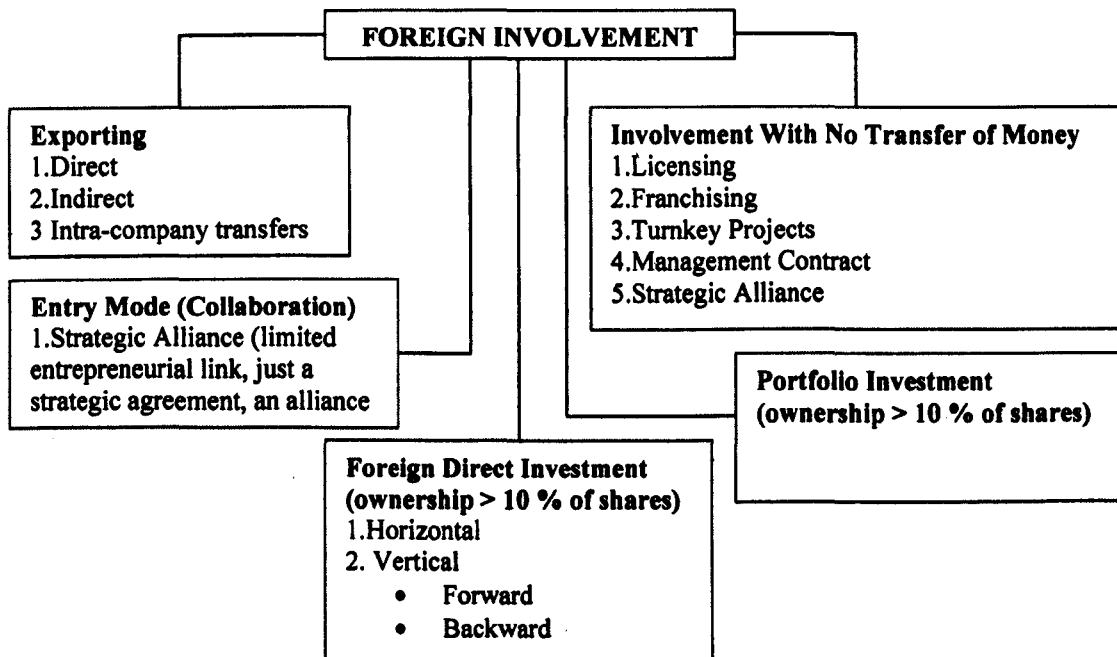 FOREIGN INVOLVEMENT
Exporting
1.Direct
2.Indirect
3 Intra-company transfers
Involvement With No Transfer of Money
1.Licensing
2.Franchising
3.Turnkey Projects
4.Management Contract
5.Strategic Alliance
Entry Mode (Collaboration)
1.Strategic Alliance (limited
entrepreneurial link, just a
strategic agreement, an alliance
Portfolio Investment
(ownership > 10 % of shares)
Foreign Direct Investment
(ownership > 10 % of shares)
1.Horizontal
2. Vertical
• Forward
• Backward